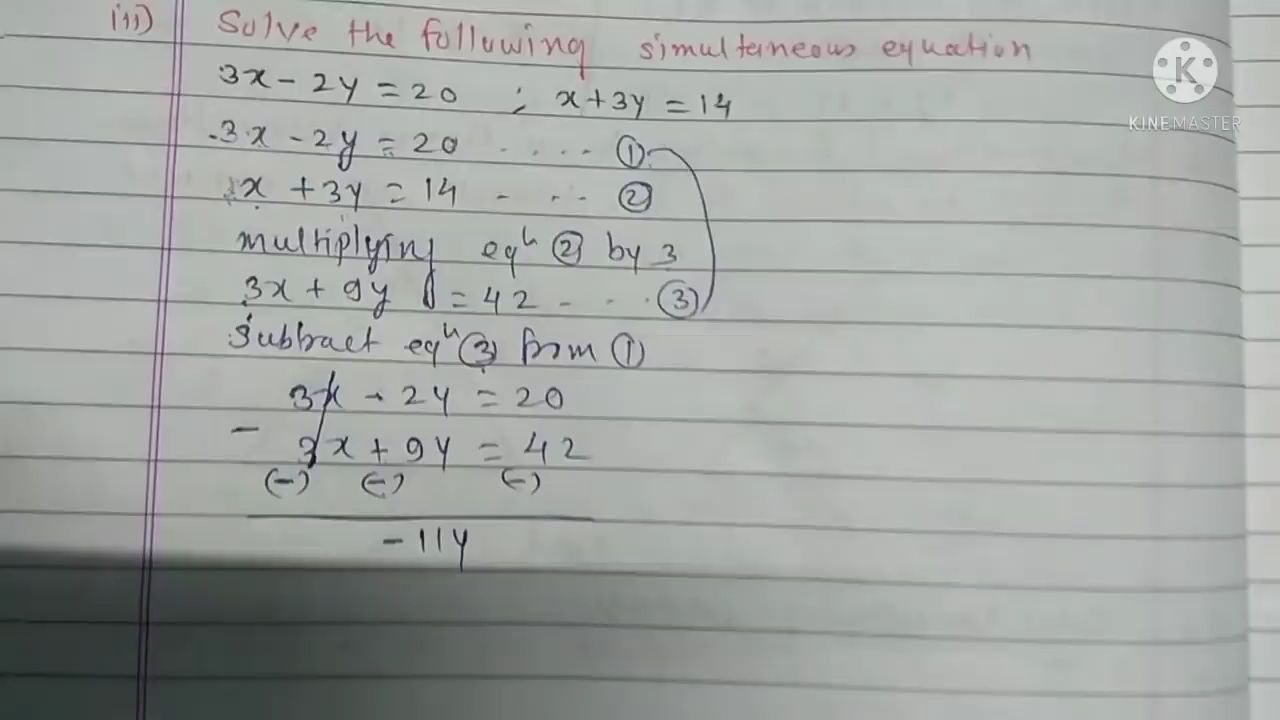 iii) Solve the following simultaneous equation
3x - 2y = 20 ; x + 3y = 14
3x - 2y = 20 .... ①
x + 3y = 14 - ... ②
multiplying eqn ② by 3
3x + 9y = 42 - - . ③
Subtract eqn ③ from ①
3x - 2y = 20
- 3x + 9y = 42
(-) (-) (-)
- 11y
K
KINEMASTER